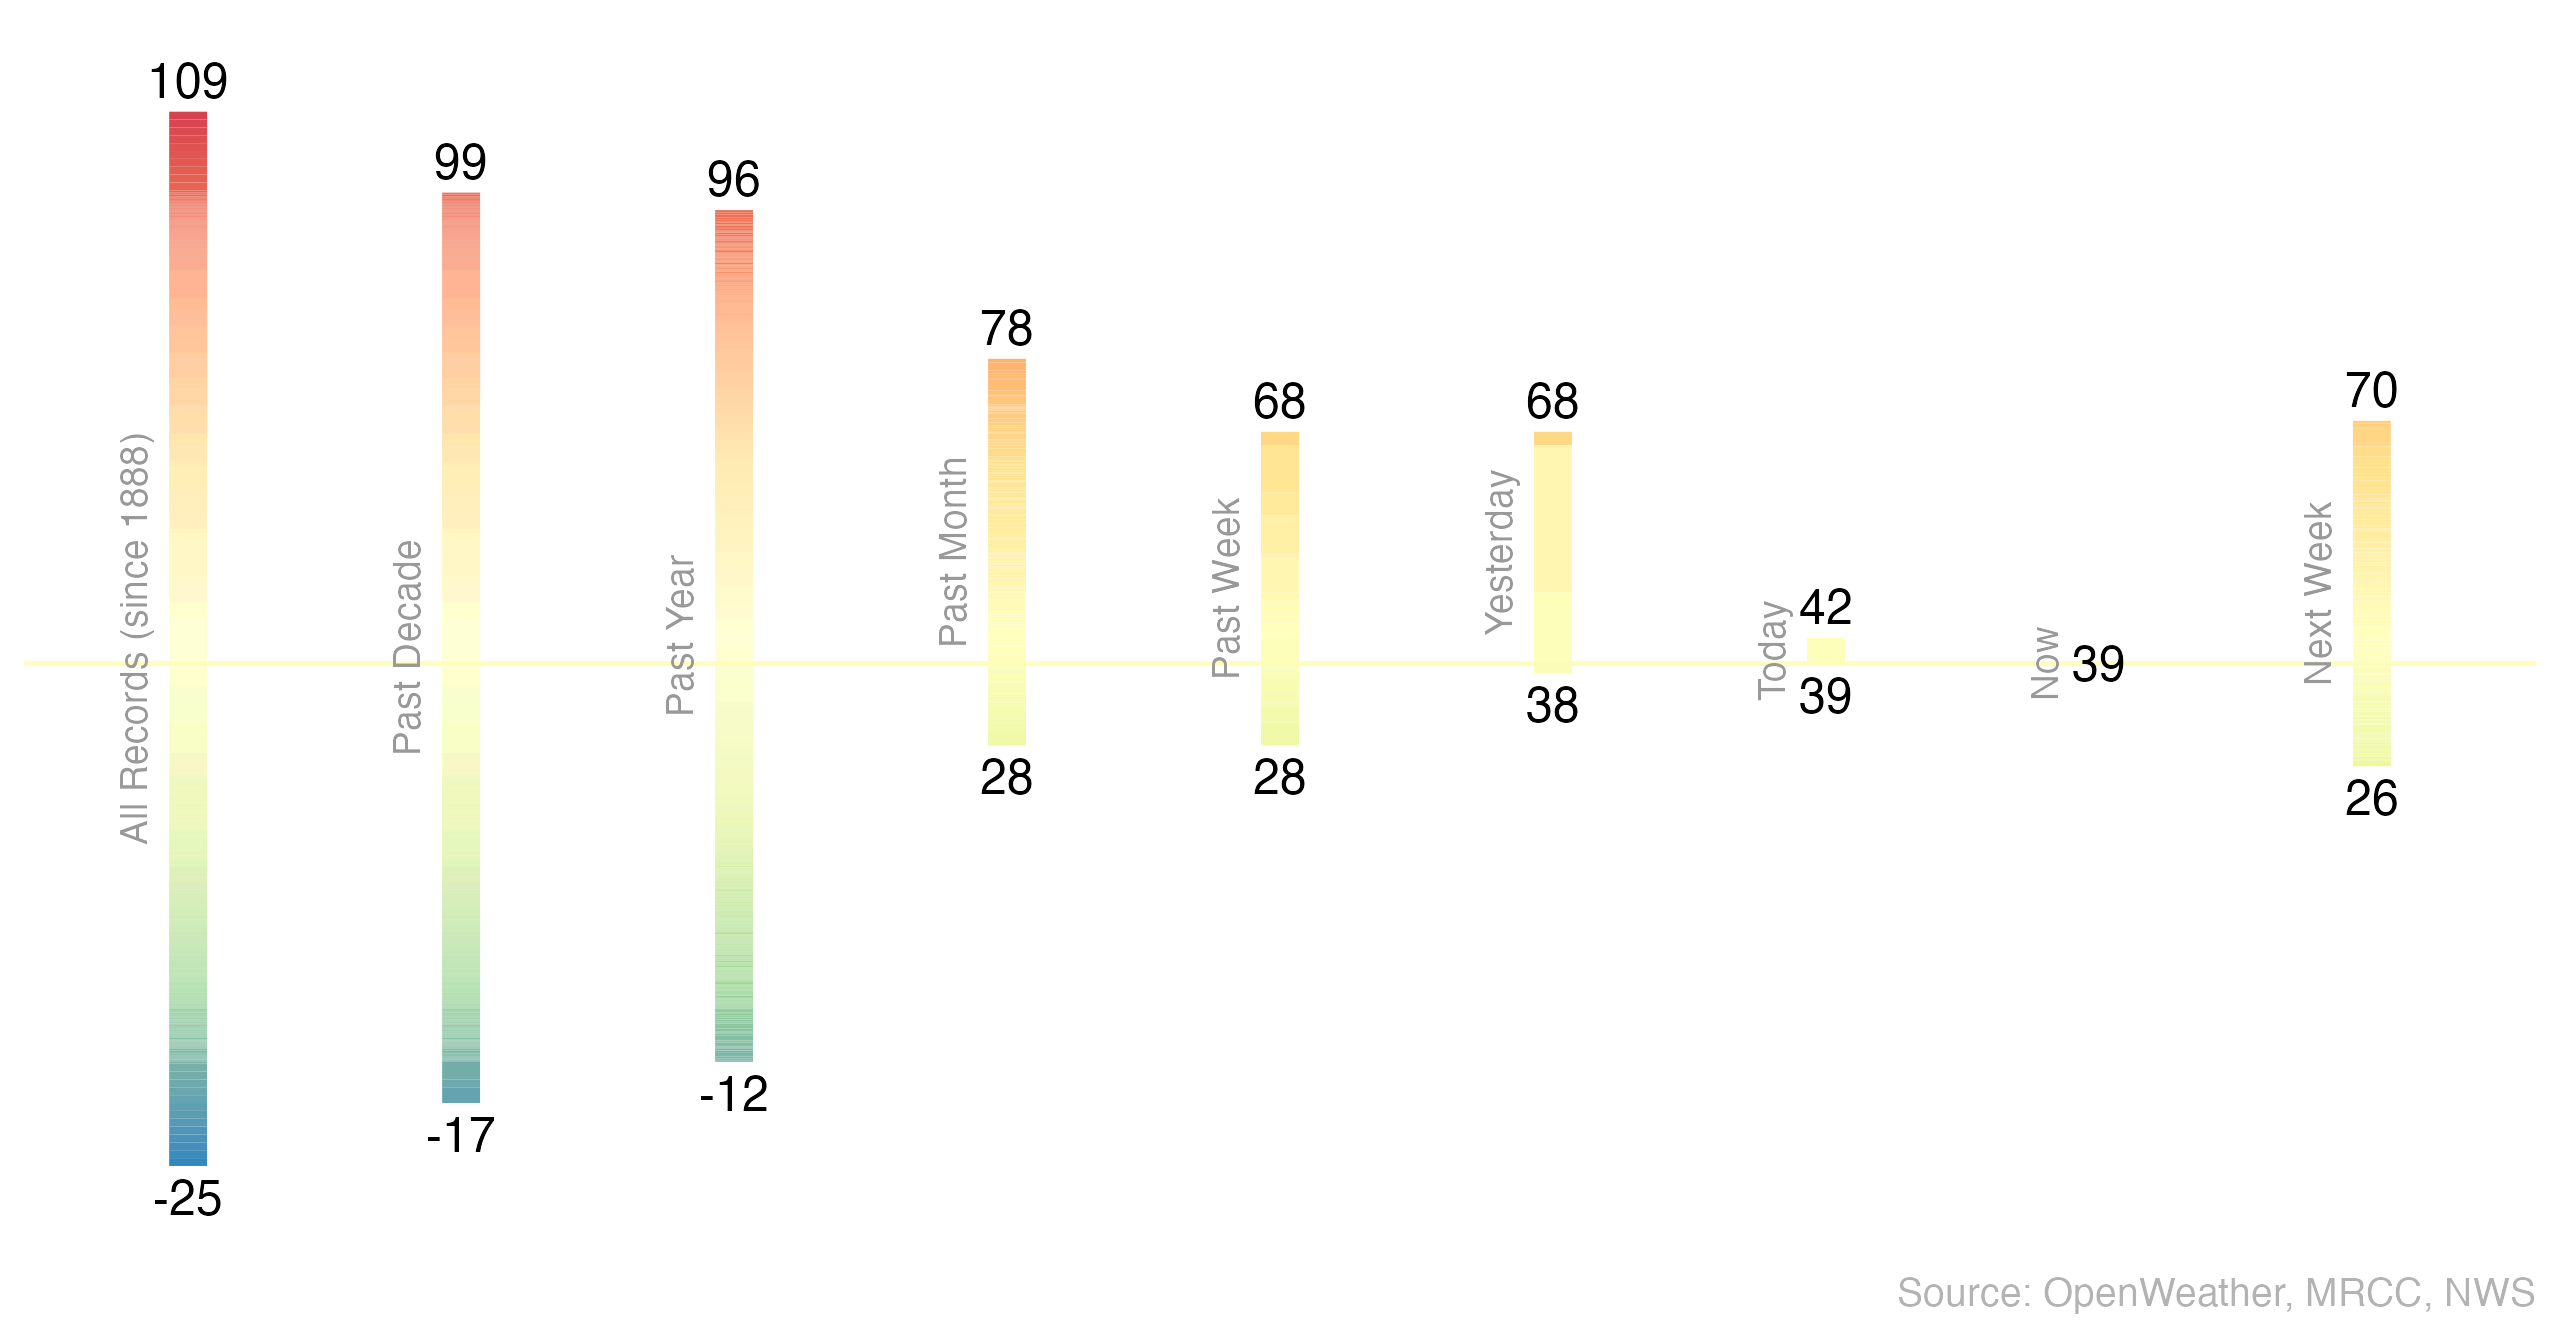 109
All Records (since 1888)
-25
99
Past Decade
-17
96
Past Year
-12
78
Past Month
28
68
Past Week
28
68
Yesterday
38
42
Today
39
Now
39
70
Next Week
26
Source: OpenWeather, MRCC, NWS